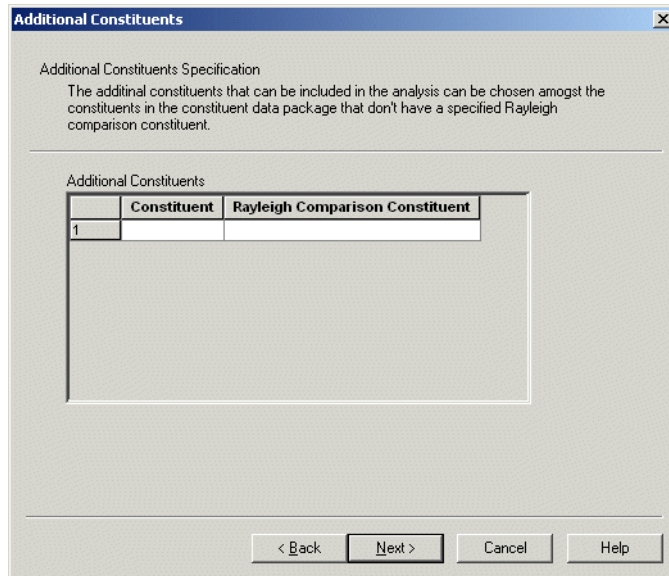 Additional Constituents
Additional Constituents Specification
The additinal constituents that can be included in the analysis can be chosen amogst the
constituents in the constituent data package that don't have a specified Rayleigh
comparison constituent.
Additional Constituents
Constituent Rayleigh Comparison Constituent
1
< Back Next > Cancel Help